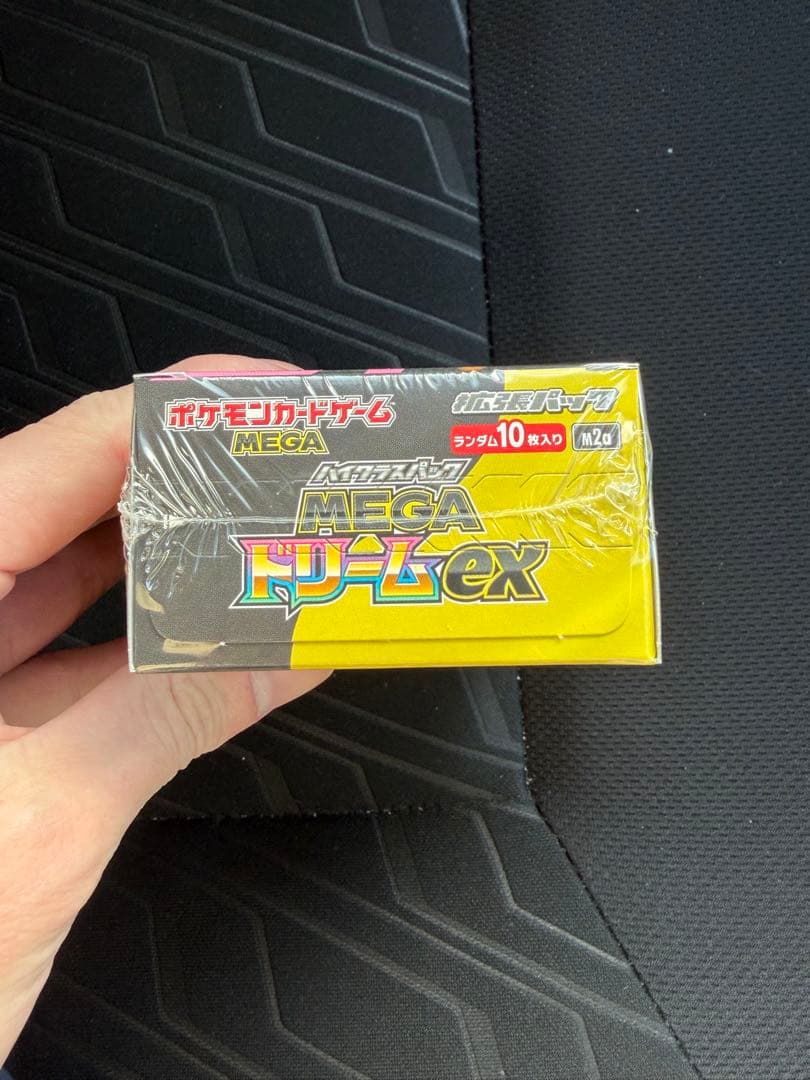 ポケモンカードゲーム
MEGA
拡張パック
ランダム10枚入り
M2a
ハイクラスパック
MEGA
ドリームex